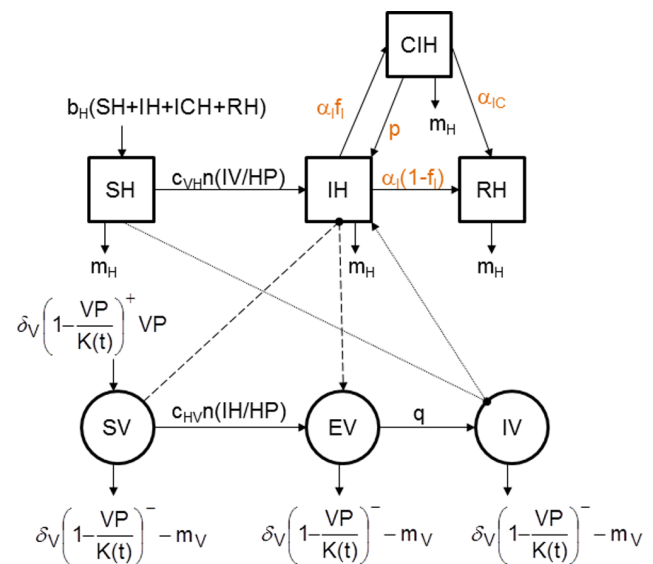 CIH
b_H(SH+IH+ICH+RH)
α_I f_I
p
m_H
α_IC
SH
c_VH n(IV/HP)
IH
α_I(1-f_I)
RH
m_H
m_H
m_H
δ_V(1-VP/K(t))^+ VP
SV
c_HV n(IH/HP)
EV
q
IV
δ_V(1-VP/K(t))^- - m_V
δ_V(1-VP/K(t))^- - m_V
δ_V(1-VP/K(t))^- - m_V